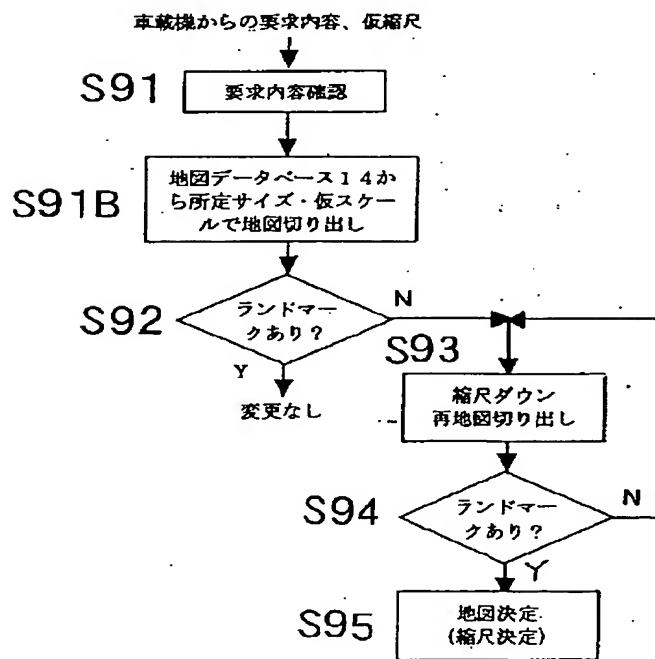 車載機からの要求内容、仮縮尺
S91
要求内容確認
S91B
地図データベース14か
ら所定サイズ・仮スケー
ルで地図切り出し
S92
ランドマー
クあり?
N
Y
変更なし
S93
縮尺ダウン
再地図切り出し
S94
ランドマー
クあり?
N
Y
S95
地図決定
(縮尺決定)